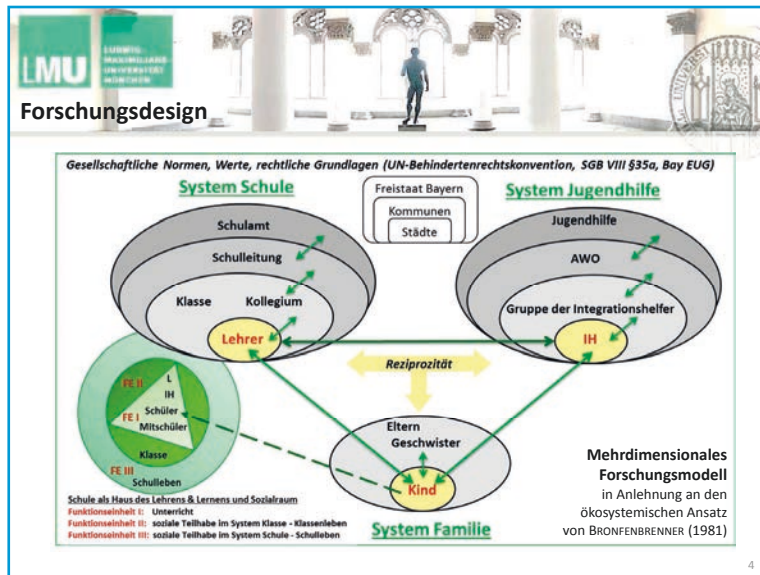 LMU
LUDWIG-
MAXIMILIANS-
UNIVERSITÄT
MÜNCHEN
Forschungsdesign
Gesellschaftliche Normen, Werte, rechtliche Grundlagen (UN-Behindertenrechtskonvention, SGB VIII §35a, Bay EUG)
System Schule
Schulamt
Schulleitung
Klasse Kollegium
Lehrer
Freistaat Bayern
Kommunen
Städte
System Jugendhilfe
Jugendhilfe
AWO
Gruppe der Integrationshelfer
IH
Reziprozität
FE II
L
IH
FE I
Schüler
Mitschüler
Klasse
FE III
Schulleben
Eltern
Geschwister
Kind
System Familie
Schule als Haus des Lehrens & Lernens und Sozialraum
Funktionseinheit I: Unterricht
Funktionseinheit II: soziale Teilhabe im System Klasse - Klassenleben
Funktionseinheit III: soziale Teilhabe im System Schule - Schulleben
Mehrdimensionales
Forschungsmodell
in Anlehnung an den
ökosystemischen Ansatz
von BRONFENBRENNER (1981)
4